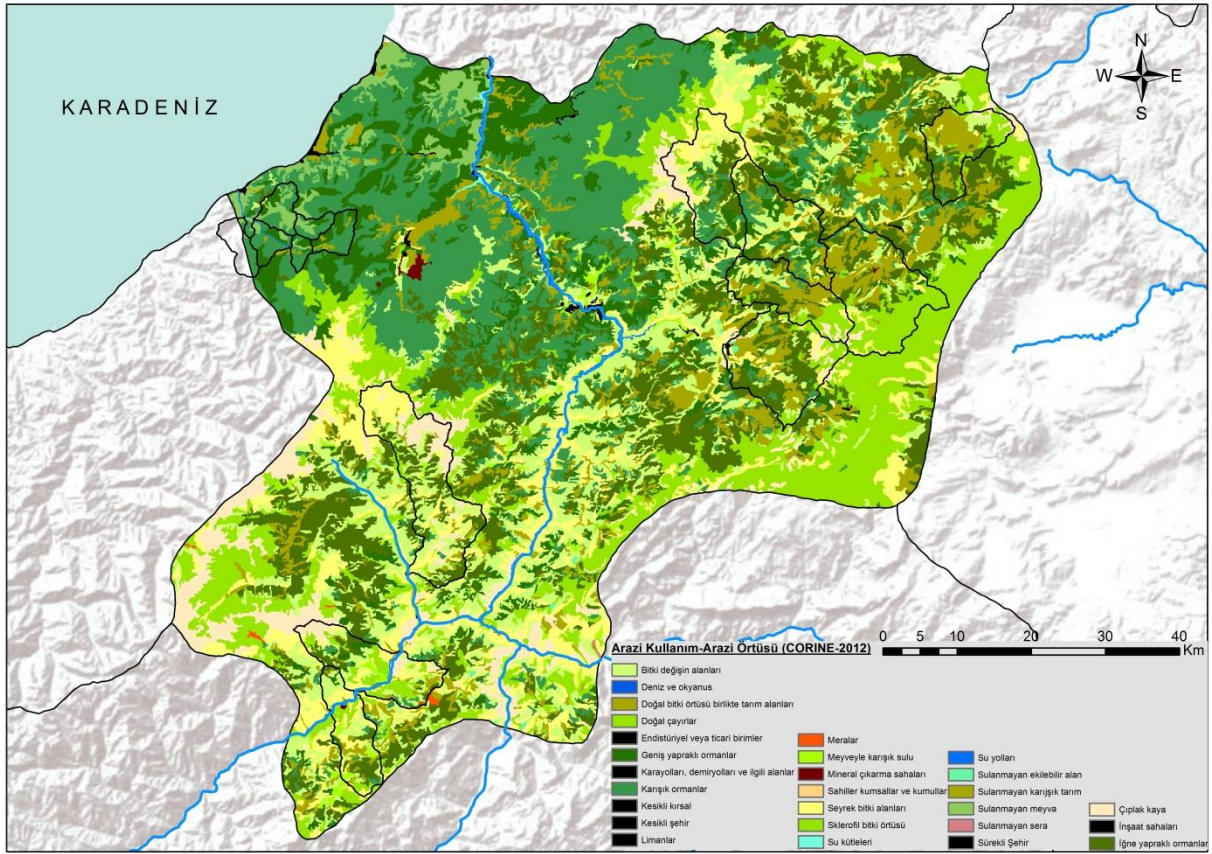 KARADENİZ
N
W E
S
Arazi Kullanım-Arazi Örtüsü (CORINE-2012)
0 5 10 20 30 40
Km
Bitki değişin alanları
Deniz ve okyanus
Doğal bitki örtüsü birlikte tarım alanları
Doğal çayırlar
Endüstüriyel veya ticari birimler
Geniş yapraklı ormanlar
Karayolları, demiryolları ve ilgili alanlar
Karışık ormanlar
Kesikli kırsal
Kesikli şehir
Limanlar
Meralar
Meyveyle karışık sulu
Mineral çıkarma sahaları
Sahiller kumsallar ve kumullar
Seyrek bitki alanları
Sklerofil bitki örtüsü
Su kütleleri
Su yolları
Sulanmayan ekilebilir alan
Sulanmayan karışık tarım
Sulanmayan meyva
Sulanmayan sera
Sürekli Şehir
Çıplak kaya
İnşaat sahaları
İğne yapraklı ormanlar